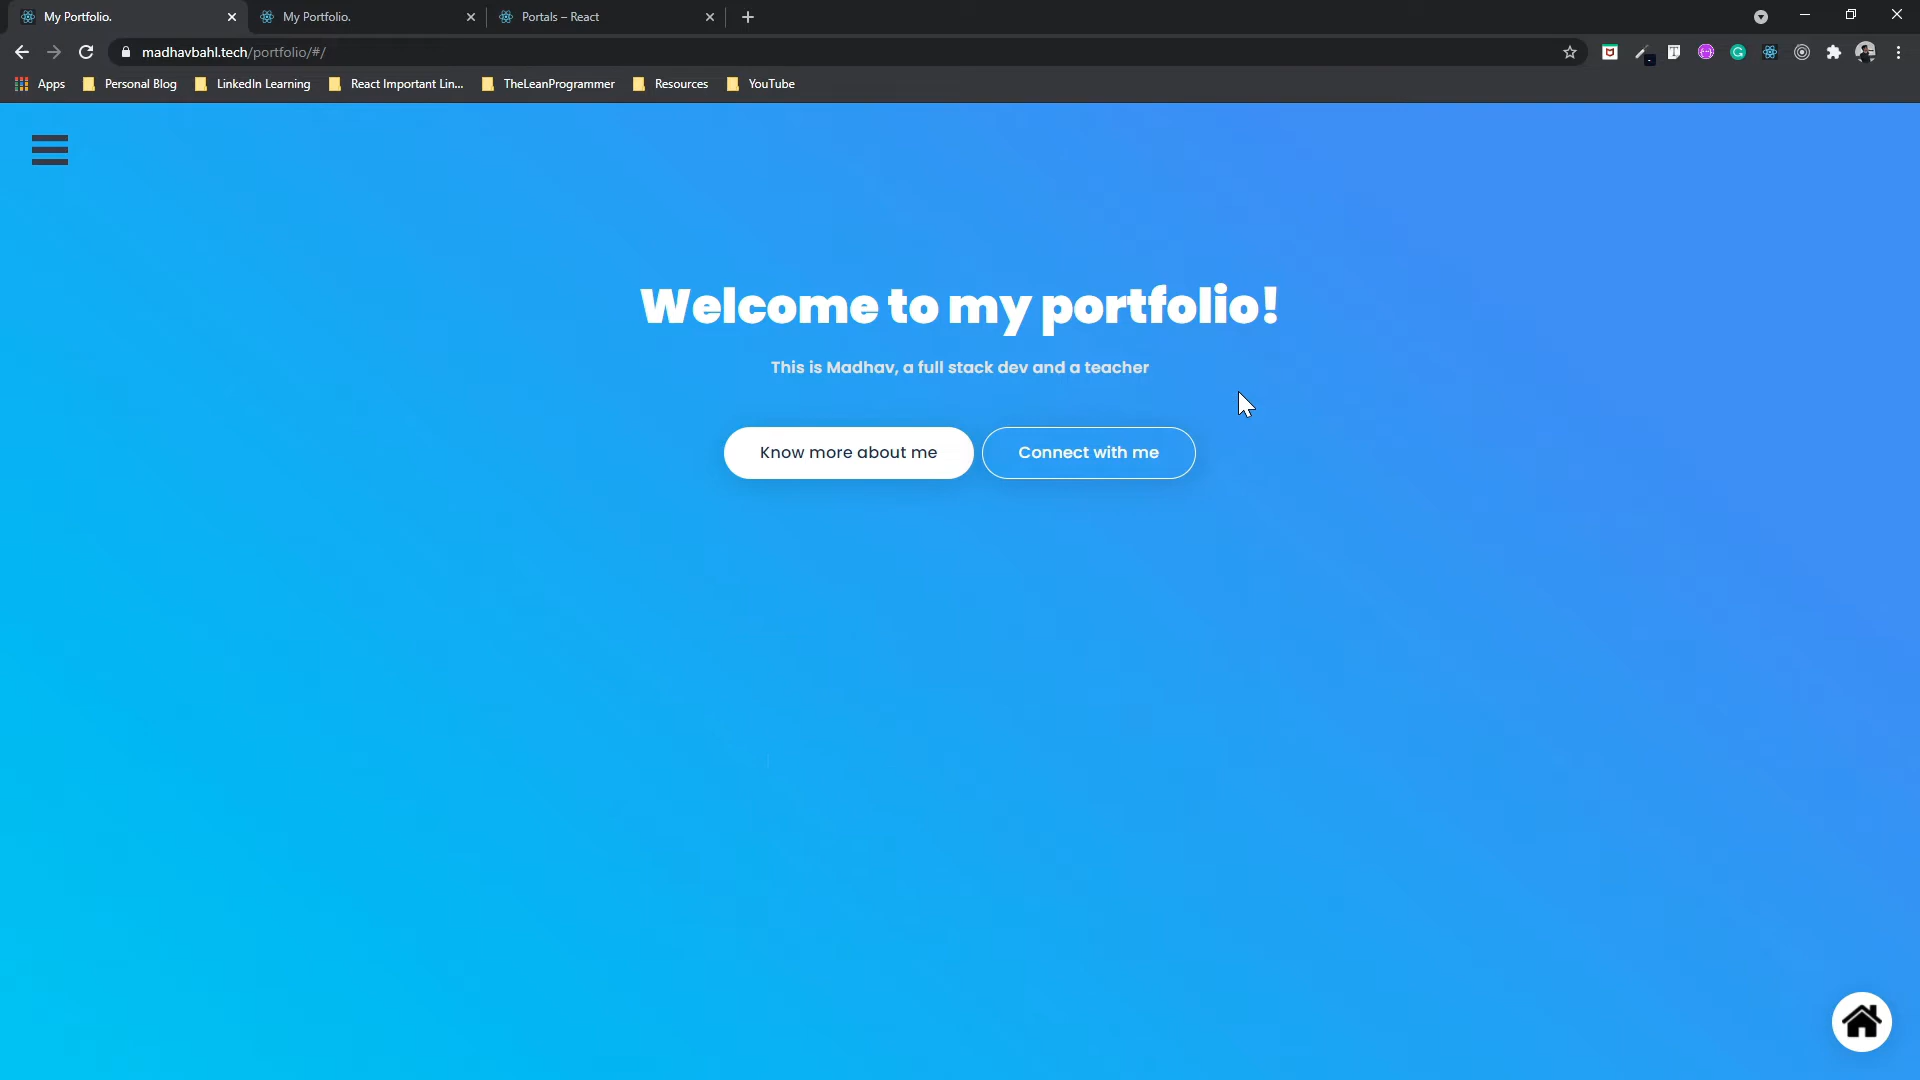 My Portfolio.
My Portfolio.
Portals – React
madhavbahl.tech/portfolio/#/
Apps
Personal Blog
LinkedIn Learning
React Important Lin...
TheLeanProgrammer
Resources
YouTube
Welcome to my portfolio!
This is Madhav, a full stack dev and a teacher
Know more about me
Connect with me